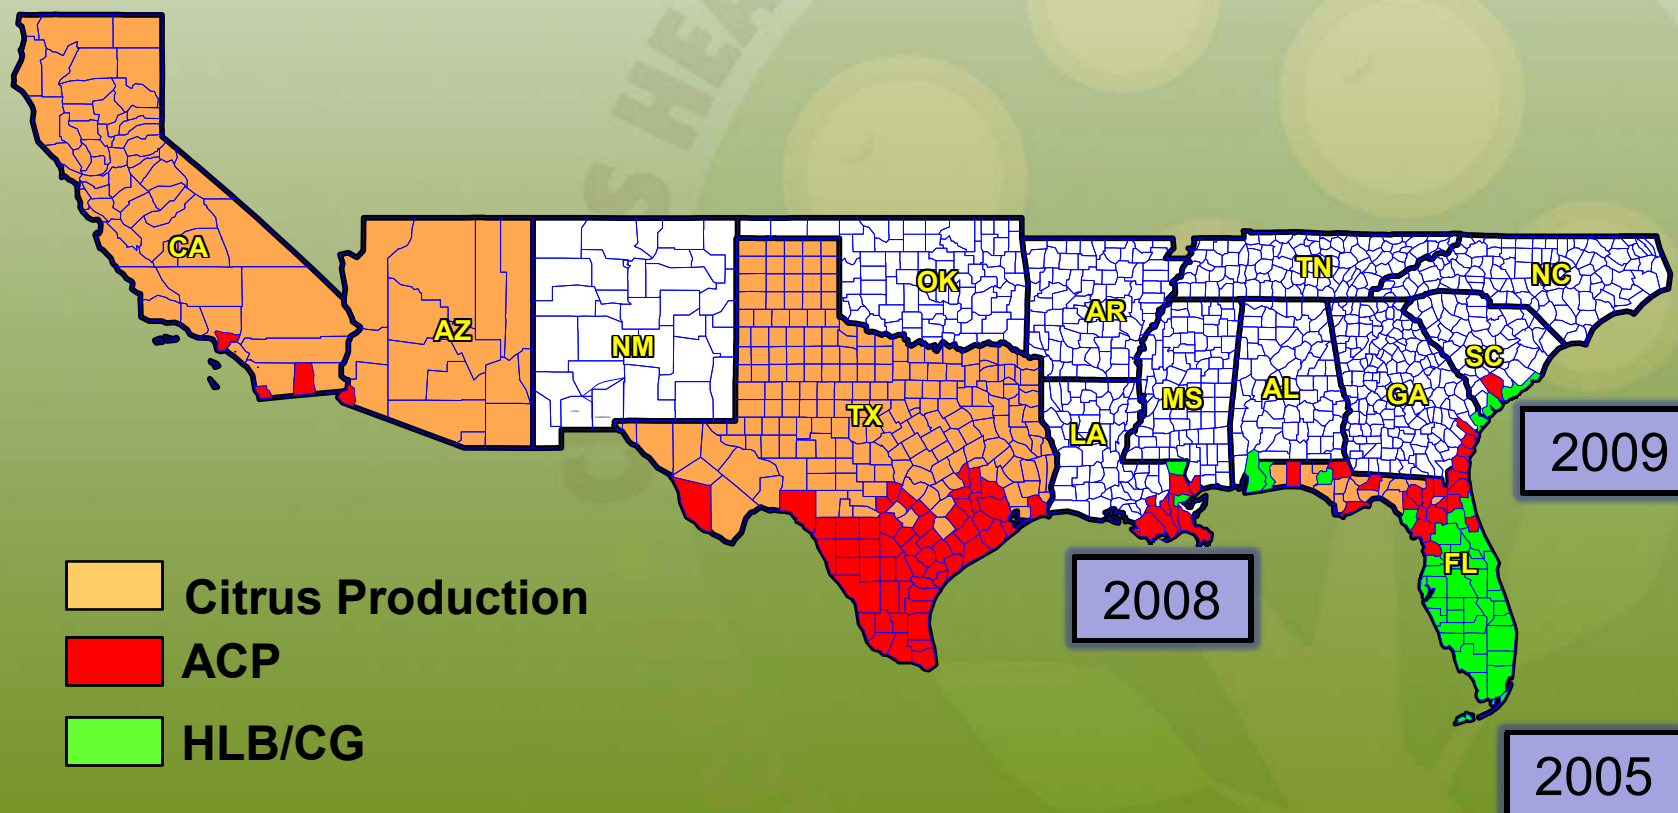 S HEA
CA
AZ
NM
OK
TX
AR
LA
TN
MS
AL
GA
NC
SC
FL
2009
2008
2005
Citrus Production
ACP
HLB/CG